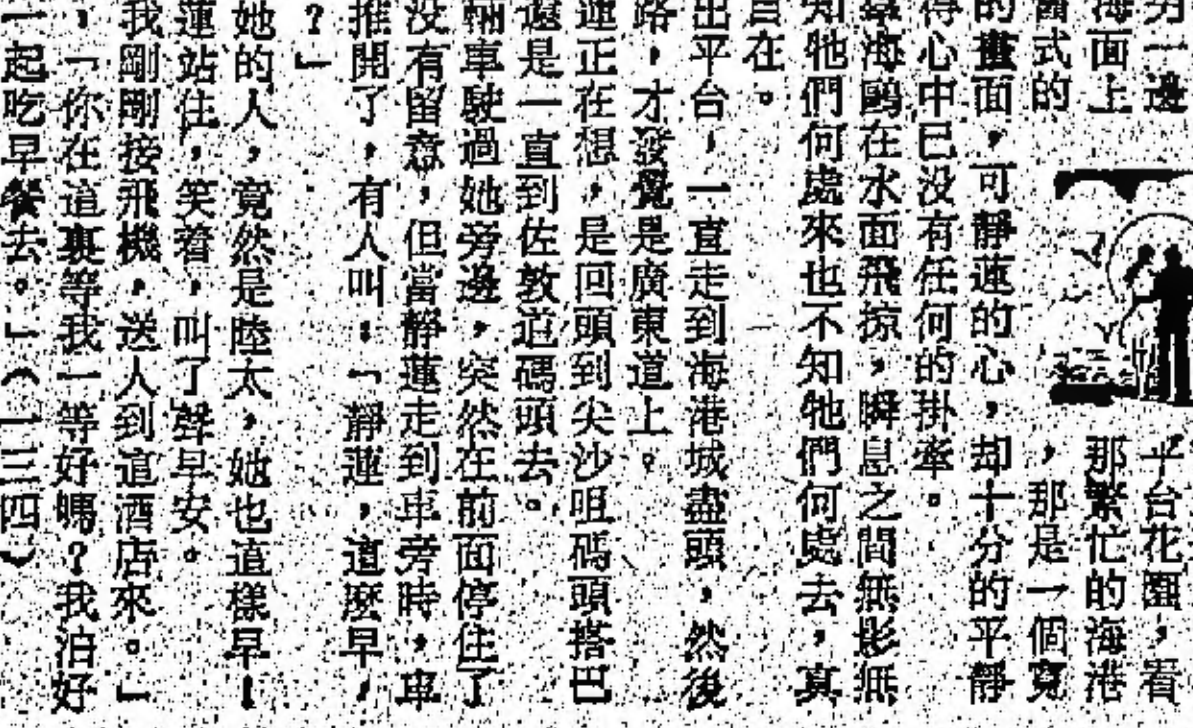 另一邊
平台花園，看
海面上
那繁忙的海港
式的
，那是一個寬
的畫面，可靜蓮的心，却十分的平靜
得心中已没有任何的掛牽。
羣海鷗在水面飛掠，瞬息之間無影無
知牠們何處來也不知牠們何處去，真
自在。
出平台，一直走到海港城盡頭，然後
路，才發覺是廣東道上。
蓮正在想，是回頭到尖沙咀碼頭搭巴
還是一直到佐敦道碼頭去。
輛車駛過她旁邊，突然在前面停住了
没有留意，但當靜蓮走到車旁時，車
推開了，有人叫：「靜蓮，這麼早，
？」
她的人，竟然是陸太，她也這樣早！
蓮站住，笑着，叫了聲早安。
我剛剛接飛機，送人到這酒店來。」
，「你在這裏等我一等好嗎？我泊好
一起吃早餐去。」（一三四）